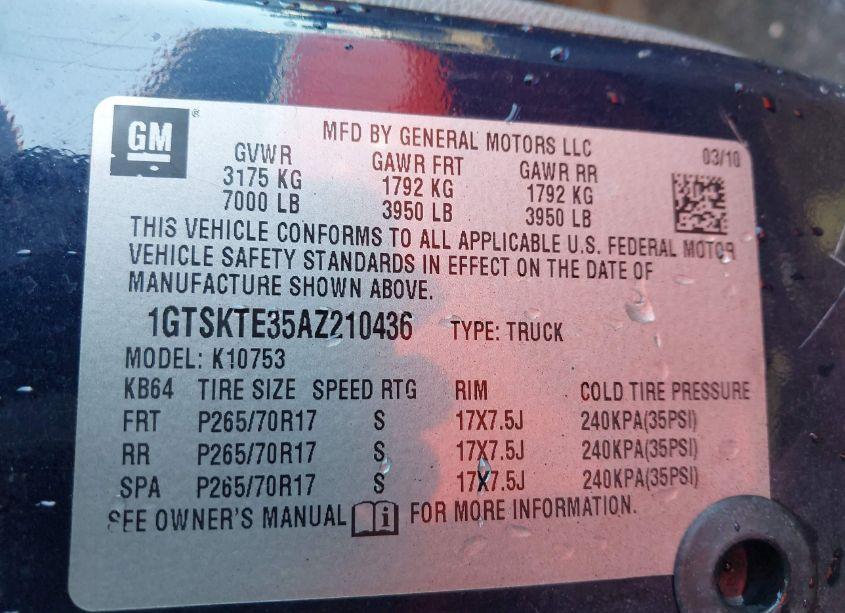 GM ®
MFD BY GENERAL MOTORS LLC
03/10
GVWR GAWR FRT GAWR RR
3175 KG 1792 KG 1792 KG
7000 LB 3950 LB 3950 LB
THIS VEHICLE CONFORMS TO ALL APPLICABLE U.S. FEDERAL MOTOR
VEHICLE SAFETY STANDARDS IN EFFECT ON THE DATE OF
MANUFACTURE SHOWN ABOVE.
1GTSKTE35AZ210436 TYPE: TRUCK
MODEL: K10753
KB64 TIRE SIZE SPEED RTG RIM COLD TIRE PRESSURE
FRT P265/70R17 S 17X7.5J 240KPA(35PSI)
RR P265/70R17 S 17X7.5J 240KPA(35PSI)
SPA P265/70R17 S 17X7.5J 240KPA(35PSI)
SEE OWNER'S MANUAL i FOR MORE INFORMATION.